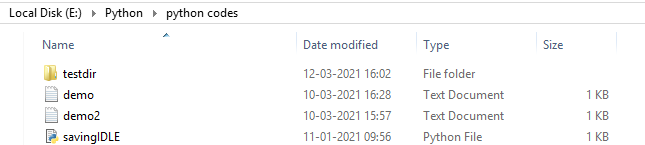 Local Disk (E:) ▸ Python ▸ python codes
Name Date modified Type Size
testdir 12-03-2021 16:02 File folder
demo 10-03-2021 16:28 Text Document 1 KB
demo2 10-03-2021 15:57 Text Document 1 KB
savingIDLE 11-01-2021 09:56 Python File 1 KB